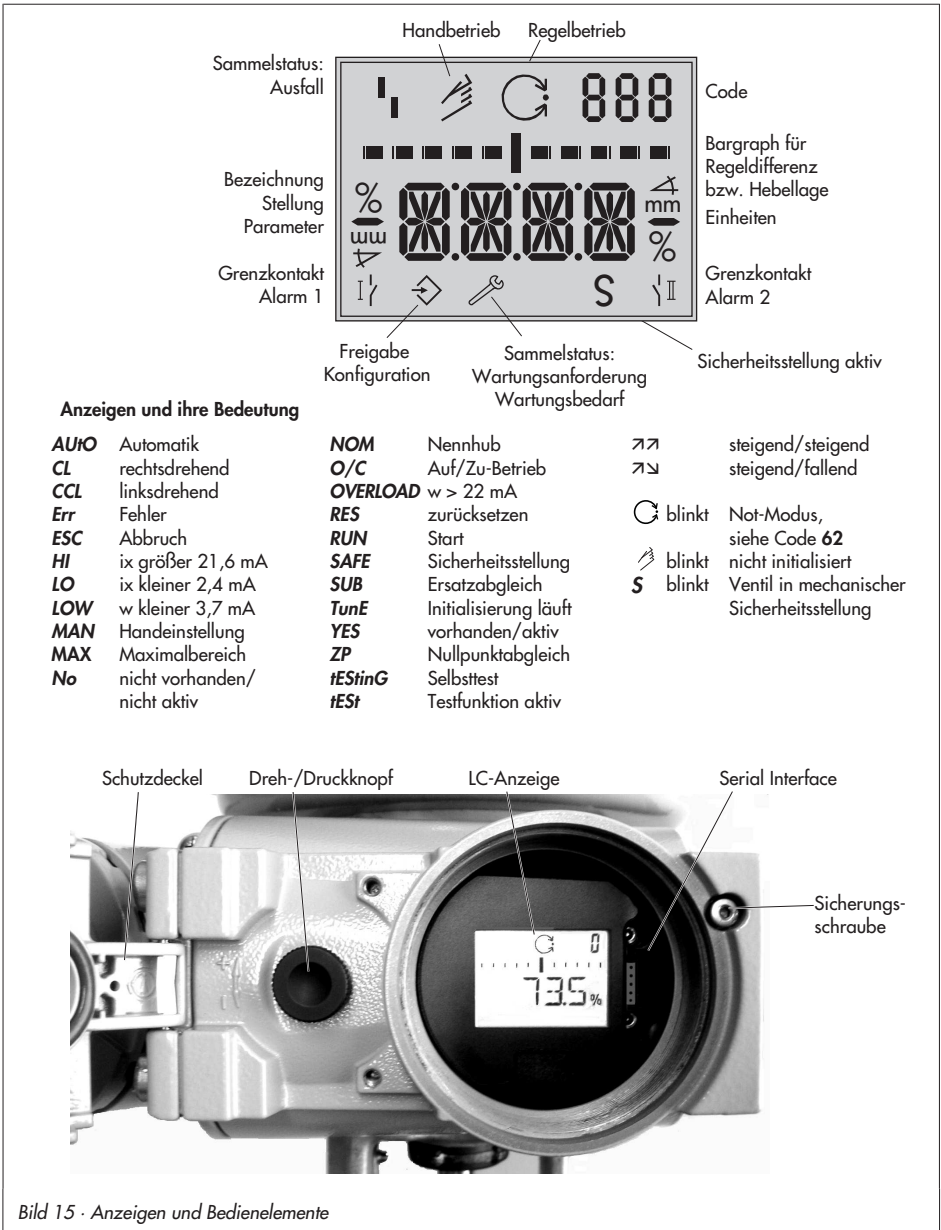 Handbetrieb Regelbetrieb
Sammelstatus:
Ausfall
888
Code
Bargraph für
Regeldifferenz
bzw. Hebellage
Bezeichnung
Stellung
Parameter
%
mm
mm
%
Einheiten
Grenzkontakt
Alarm 1
I
S
II
Grenzkontakt
Alarm 2
Freigabe
Konfiguration
Sammelstatus:
Wartungsanforderung
Wartungsbedarf
Sicherheitsstellung aktiv
Anzeigen und ihre Bedeutung
AUtO Automatik
CL rechtsdrehend
CCL linksdrehend
Err Fehler
ESC Abbruch
HI ix größer 21,6 mA
LO ix kleiner 2,4 mA
LOW w kleiner 3,7 mA
MAN Handeinstellung
MAX Maximalbereich
No nicht vorhanden/
nicht aktiv
NOM Nennhub
O/C Auf/Zu-Betrieb
OVERLOAD w > 22 mA
RES zurücksetzen
RUN Start
SAFE Sicherheitsstellung
SUB Ersatzabgleich
TunE Initialisierung läuft
YES vorhanden/aktiv
ZP Nullpunktabgleich
tEStinG Selbsttest
tESt Testfunktion aktiv
↗↗ steigend/steigend
↗↘ steigend/fallend
blinkt Not-Modus,
siehe Code 62
blinkt nicht initialisiert
S blinkt Ventil in mechanischer
Sicherheitsstellung
Schutzdeckel Dreh-/Druckknopf LC-Anzeige Serial Interface
Sicherungs-
schraube
0
73.5 %
Bild 15 · Anzeigen und Bedienelemente